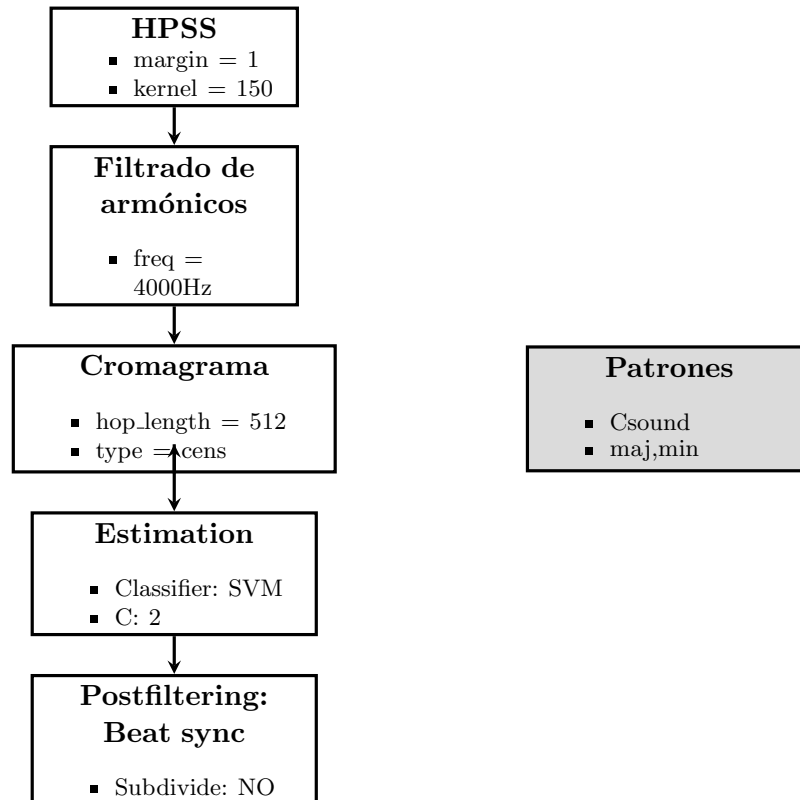 HPSS
▪ margin = 1
▪ kernel = 150
Filtrado de
armónicos
▪ freq =
4000Hz
Cromagrama
▪ hop_length = 512
▪ type = cens
Patrones
▪ Csound
▪ maj,min
Estimation
▪ Classifier: SVM
▪ C: 2
Postfiltering:
Beat sync
▪ Subdivide: NO